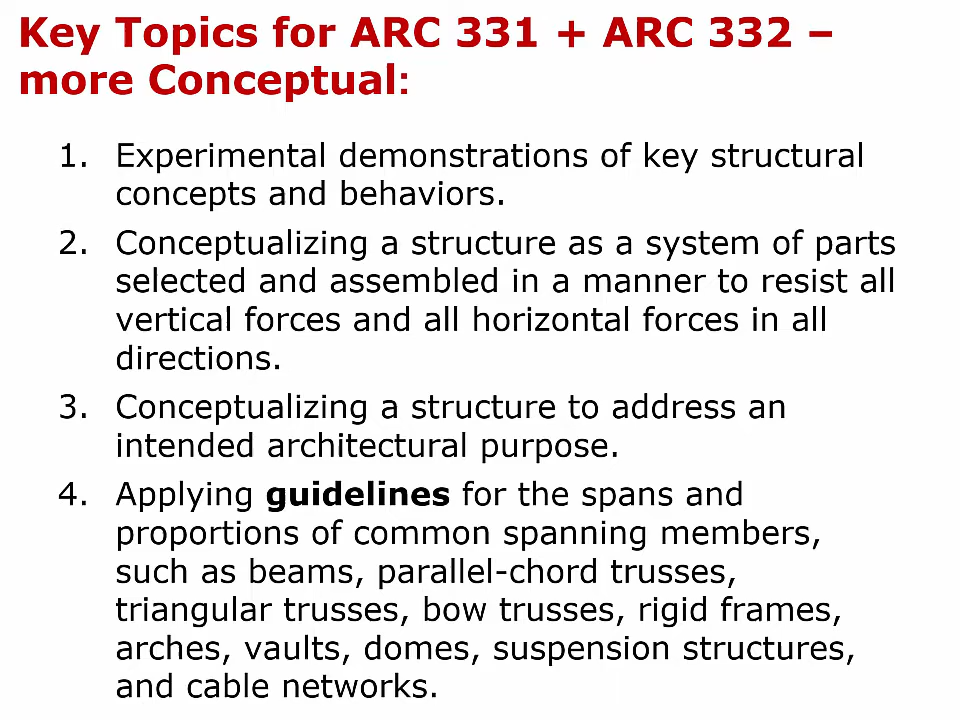 Key Topics for ARC 331 + ARC 332 –
more Conceptual:
1. Experimental demonstrations of key structural
concepts and behaviors.
2. Conceptualizing a structure as a system of parts
selected and assembled in a manner to resist all
vertical forces and all horizontal forces in all
directions.
3. Conceptualizing a structure to address an
intended architectural purpose.
4. Applying guidelines for the spans and
proportions of common spanning members,
such as beams, parallel-chord trusses,
triangular trusses, bow trusses, rigid frames,
arches, vaults, domes, suspension structures,
and cable networks.